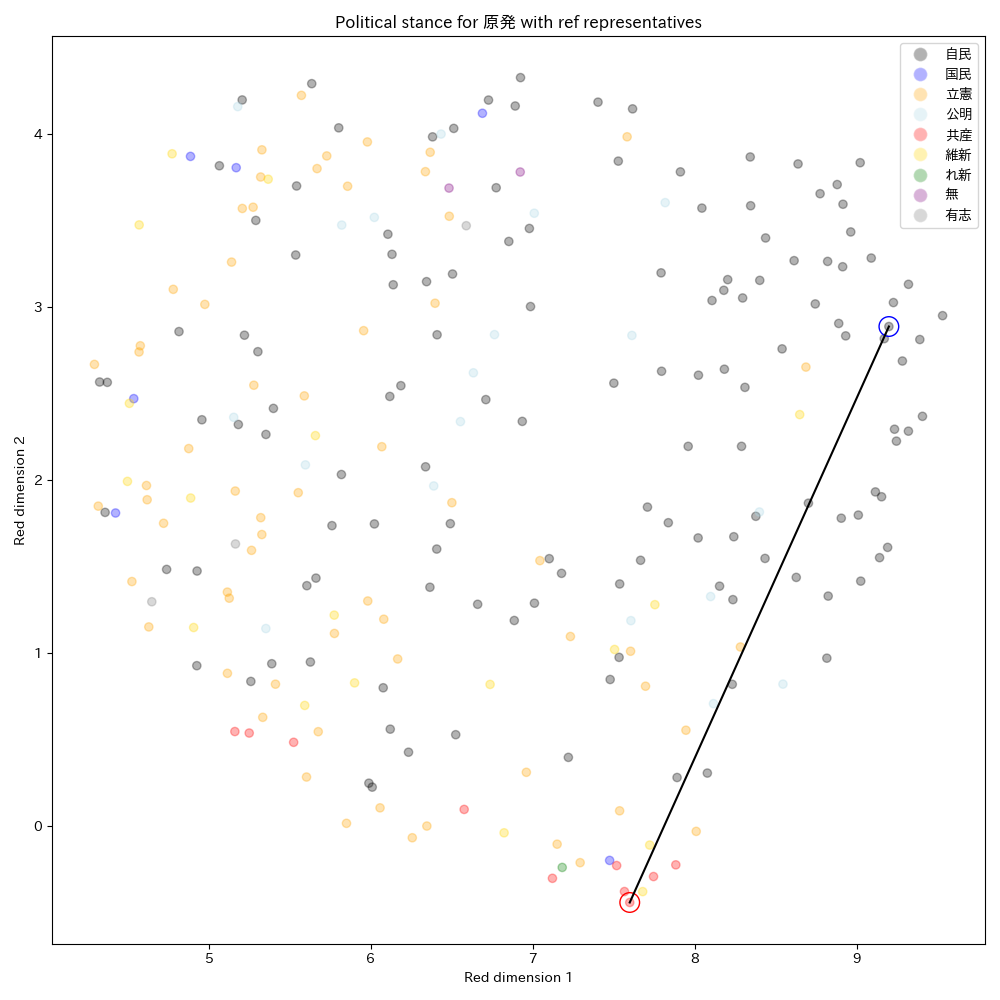 Political stance for 原発 with ref representatives
自民
国民
立憲
公明
共産
維新
れ新
無
有志
4
3
2
1
0
Red dimension 2
5 6 7 8 9
Red dimension 1